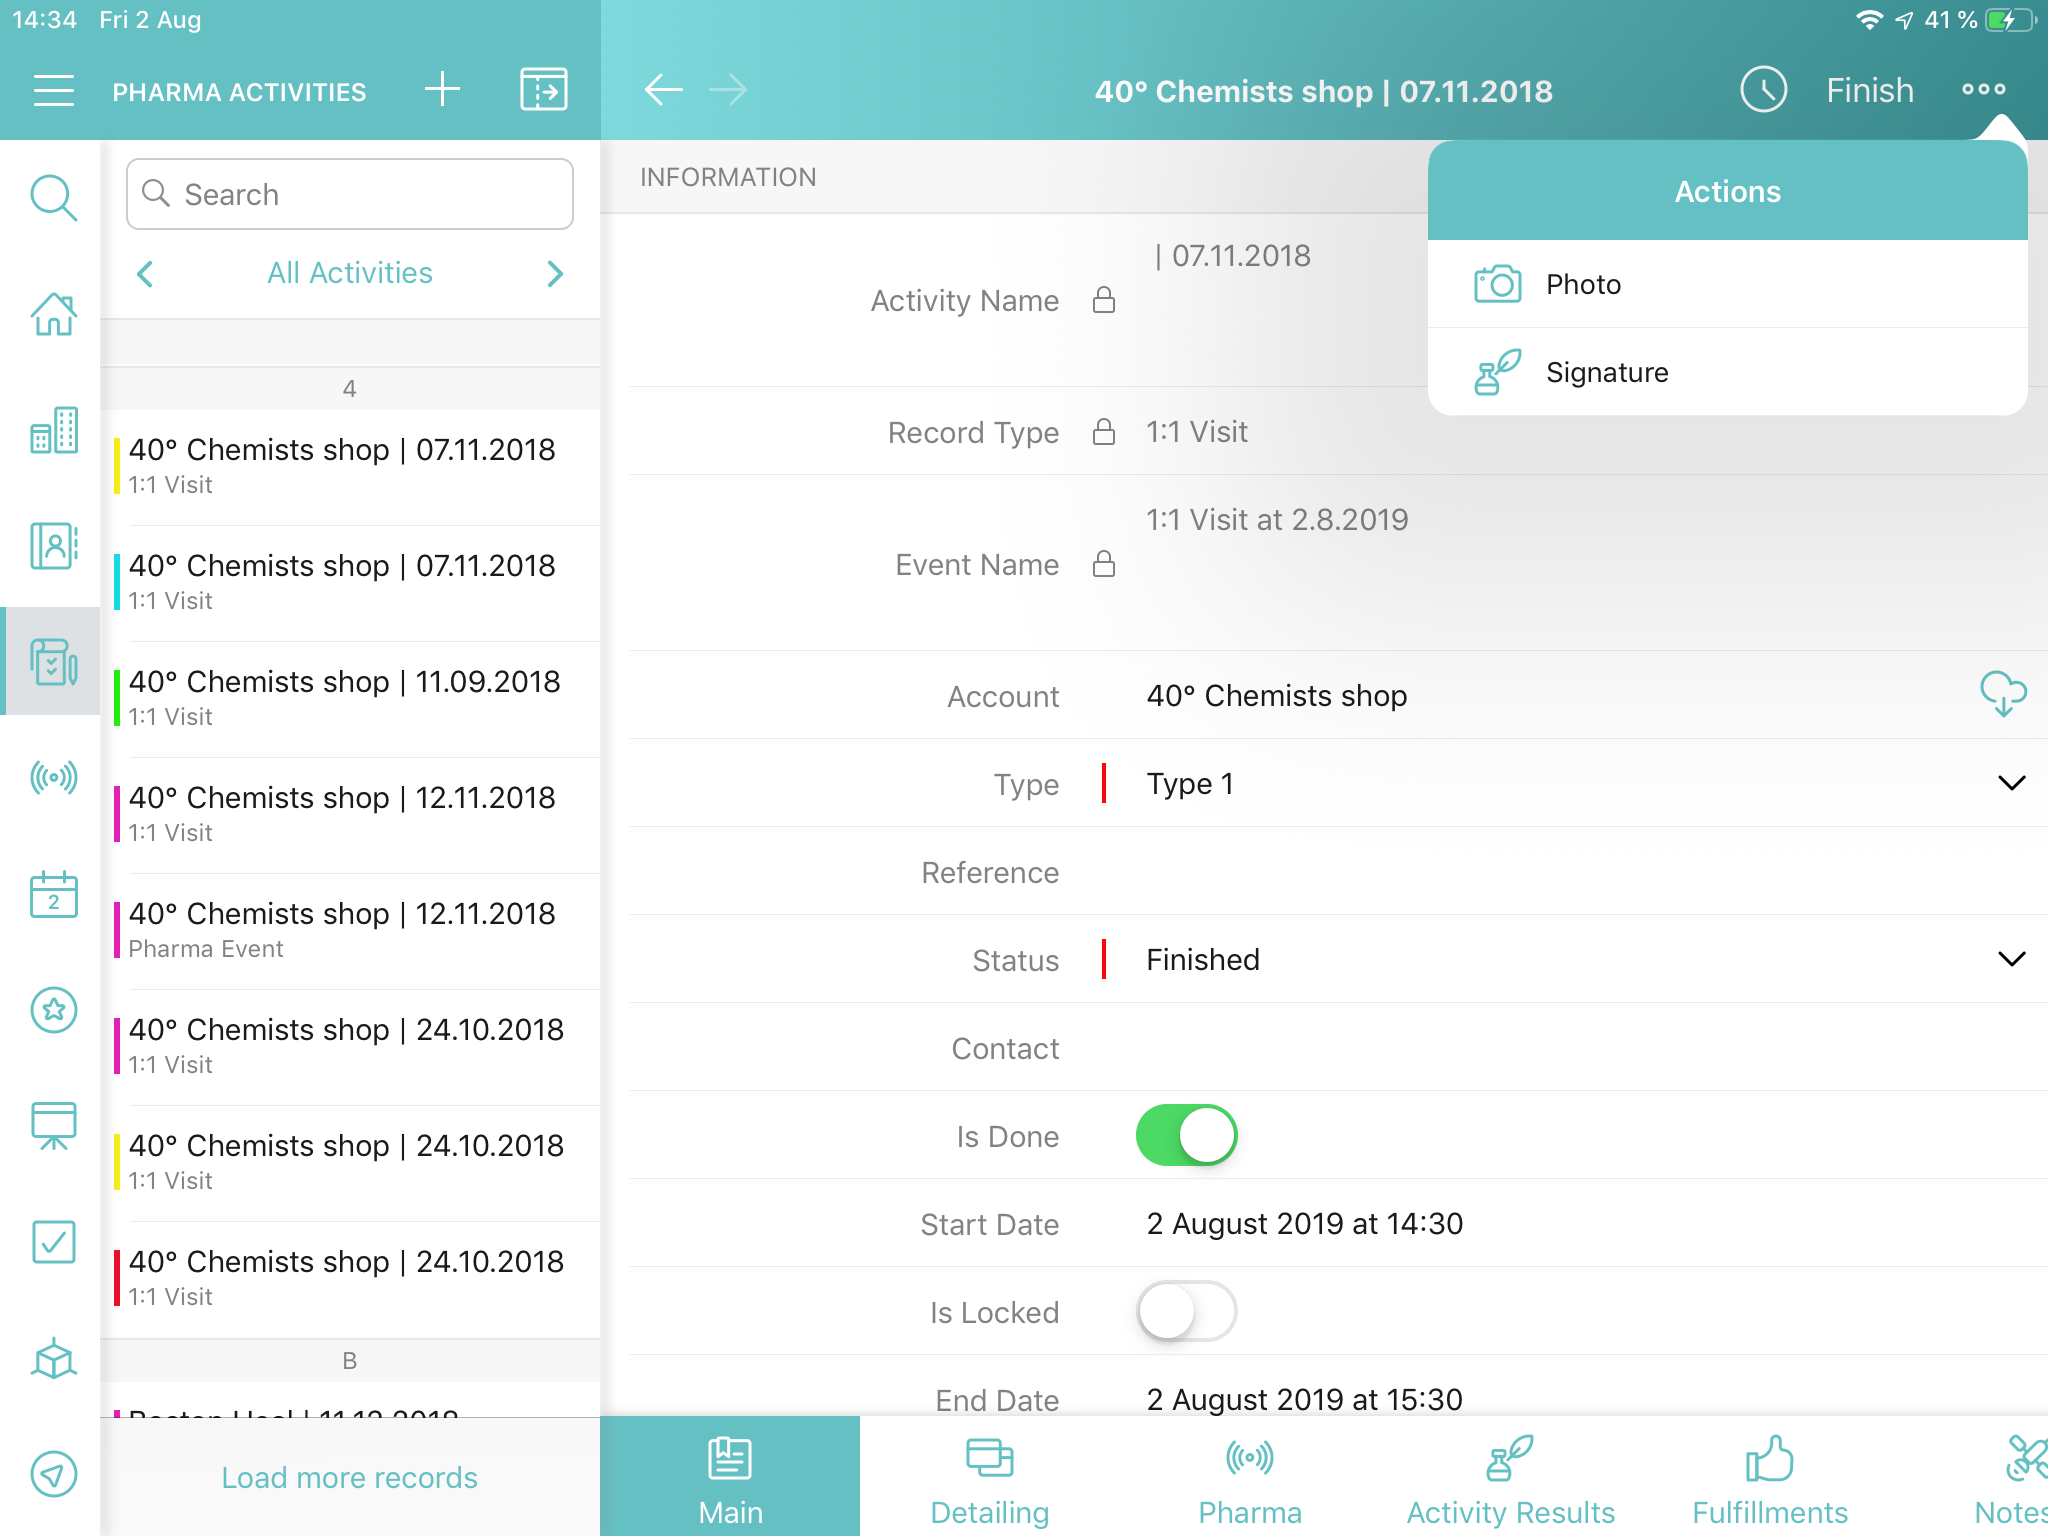 14:34 Fri 2 Aug
41 %
PHARMA ACTIVITIES
40° Chemists shop | 07.11.2018
Finish
Search
All Activities
4
40° Chemists shop | 07.11.2018
1:1 Visit
40° Chemists shop | 07.11.2018
1:1 Visit
40° Chemists shop | 11.09.2018
1:1 Visit
40° Chemists shop | 12.11.2018
1:1 Visit
40° Chemists shop | 12.11.2018
Pharma Event
40° Chemists shop | 24.10.2018
1:1 Visit
40° Chemists shop | 24.10.2018
1:1 Visit
40° Chemists shop | 24.10.2018
1:1 Visit
B
Load more records
2
INFORMATION
Activity Name | 07.11.2018
Record Type 1:1 Visit
Event Name 1:1 Visit at 2.8.2019
Account 40° Chemists shop
Type Type 1
Reference
Status Finished
Contact
Is Done
Start Date 2 August 2019 at 14:30
Is Locked
End Date 2 August 2019 at 15:30
Actions
Photo
Signature
Main
Detailing
Pharma
Activity Results
Fulfillments
Notes